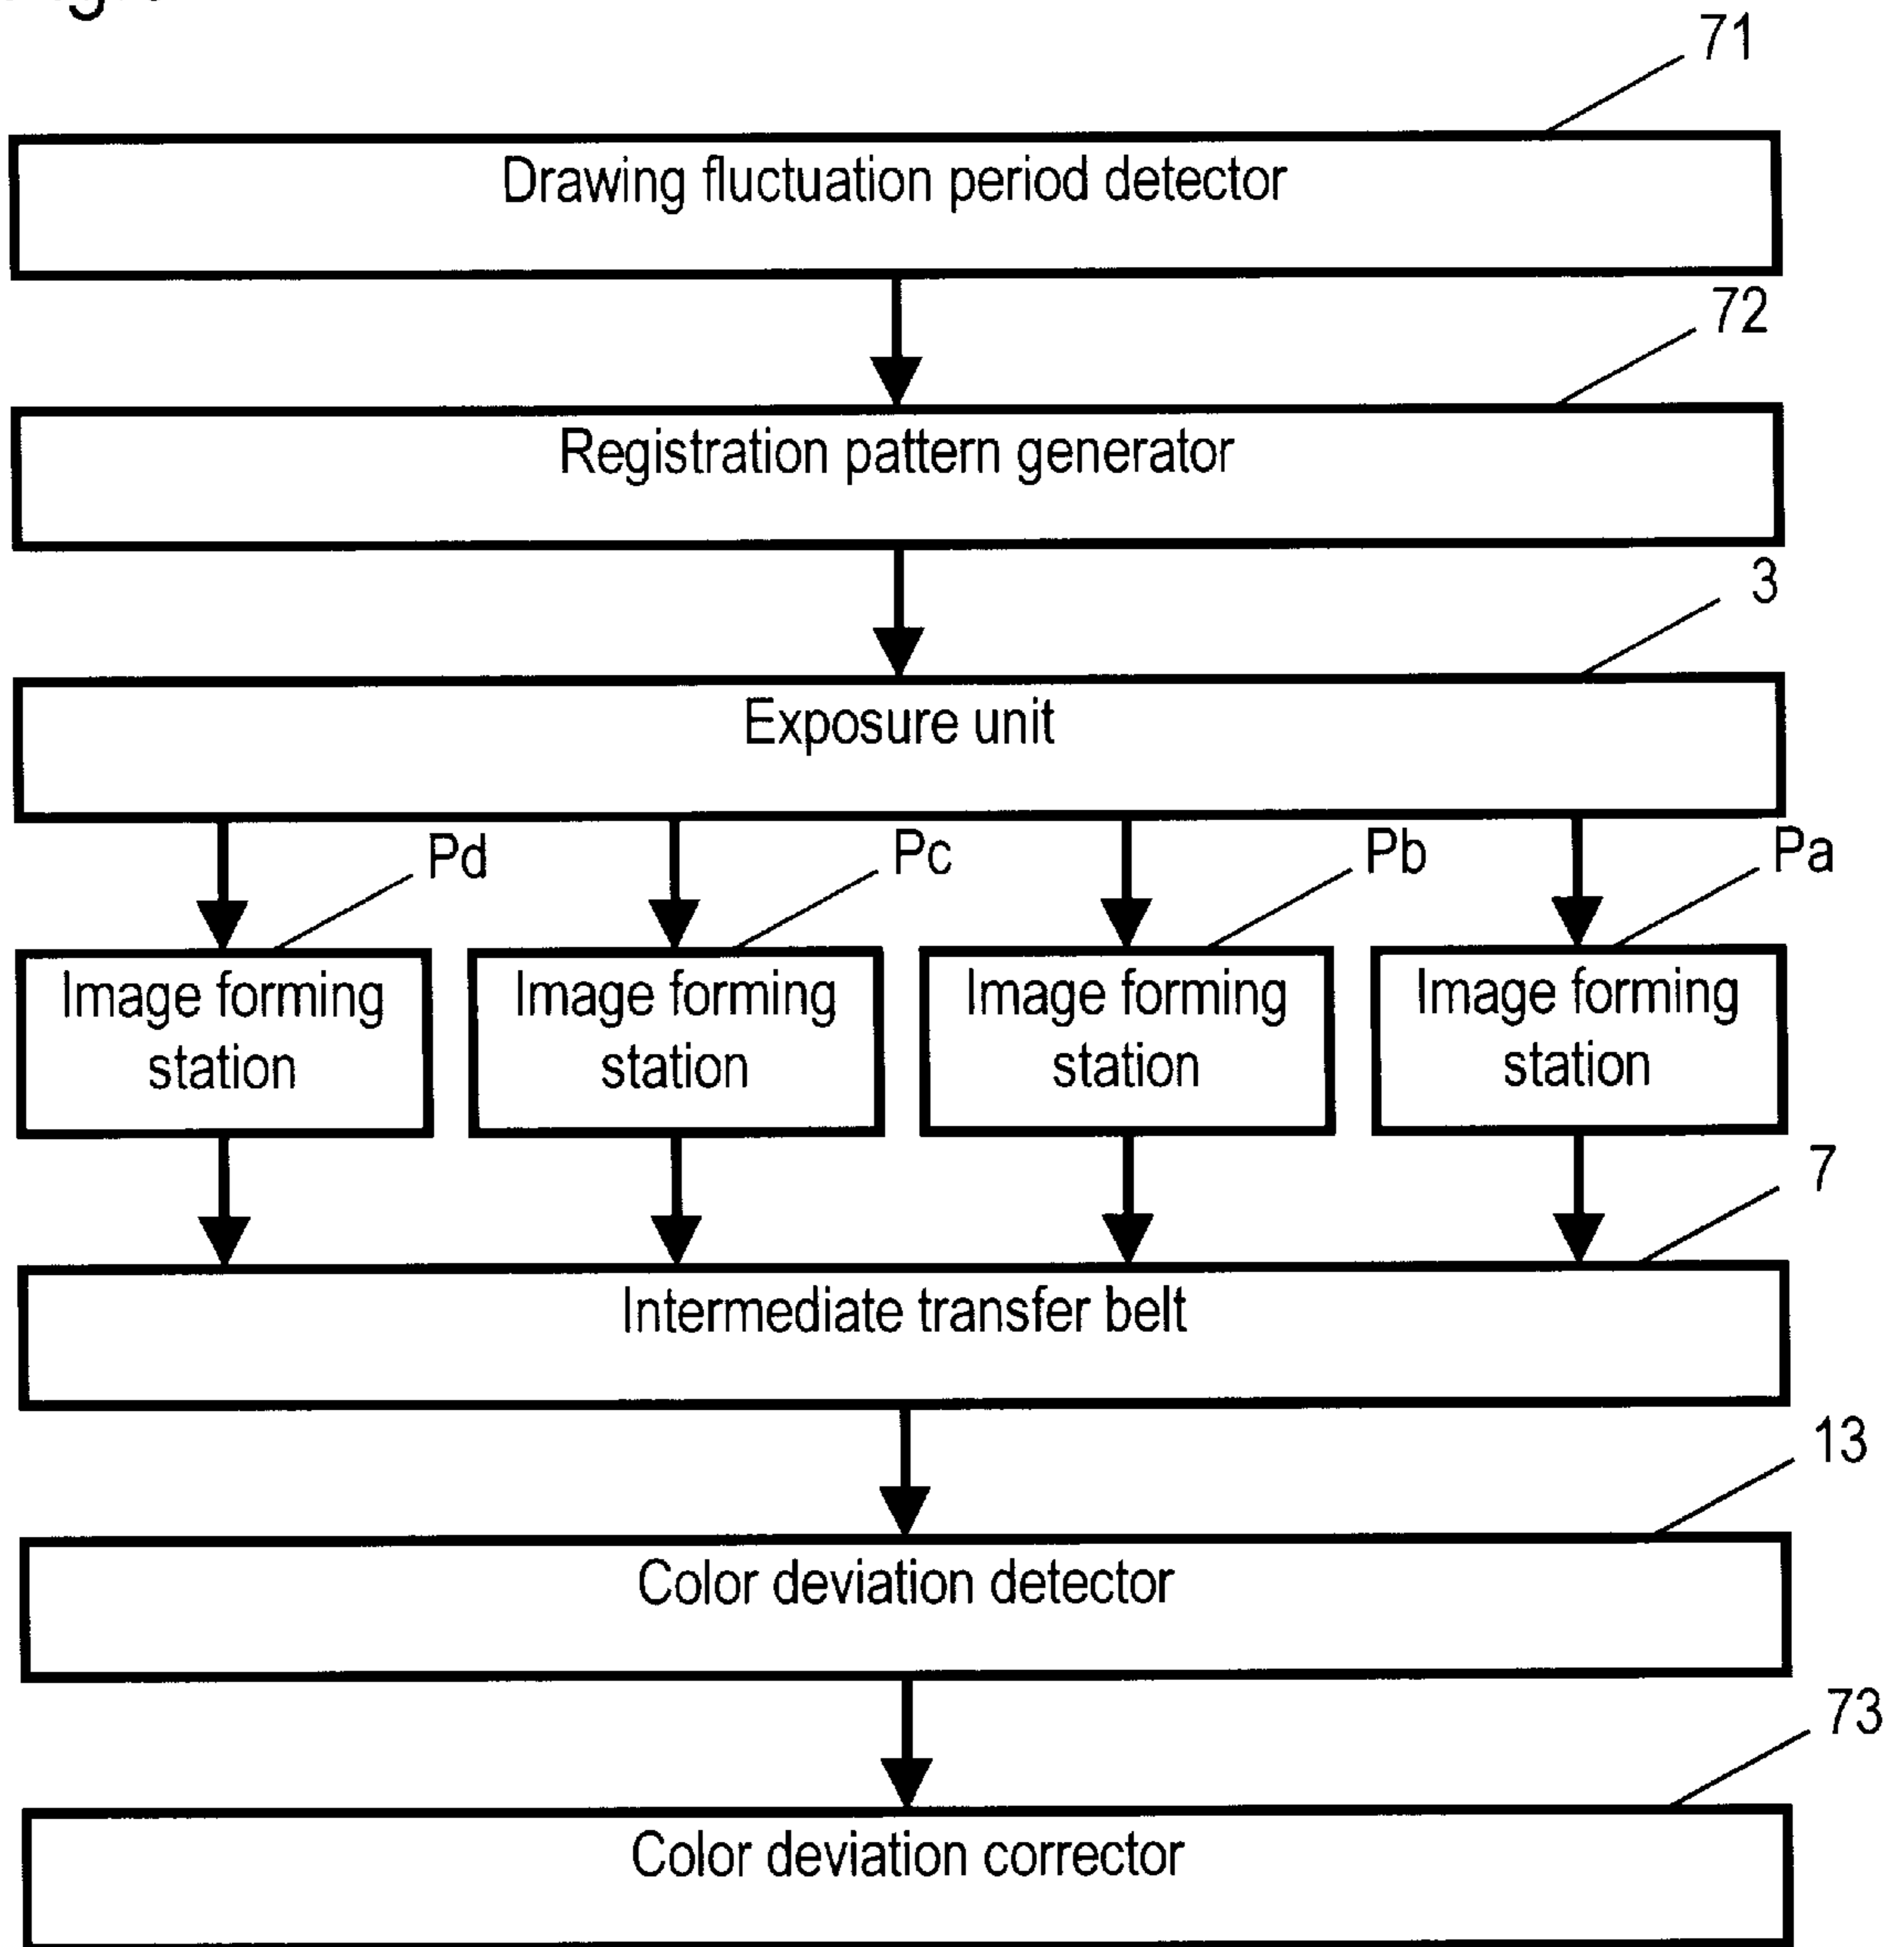 71
Drawing fluctuation period detector
72
Registration pattern generator
3
Exposure unit
Pd
Pc
Pb
Pa
Image forming
station
Image forming
station
Image forming
station
Image forming
station
7
Intermediate transfer belt
13
Color deviation detector
73
Color deviation corrector